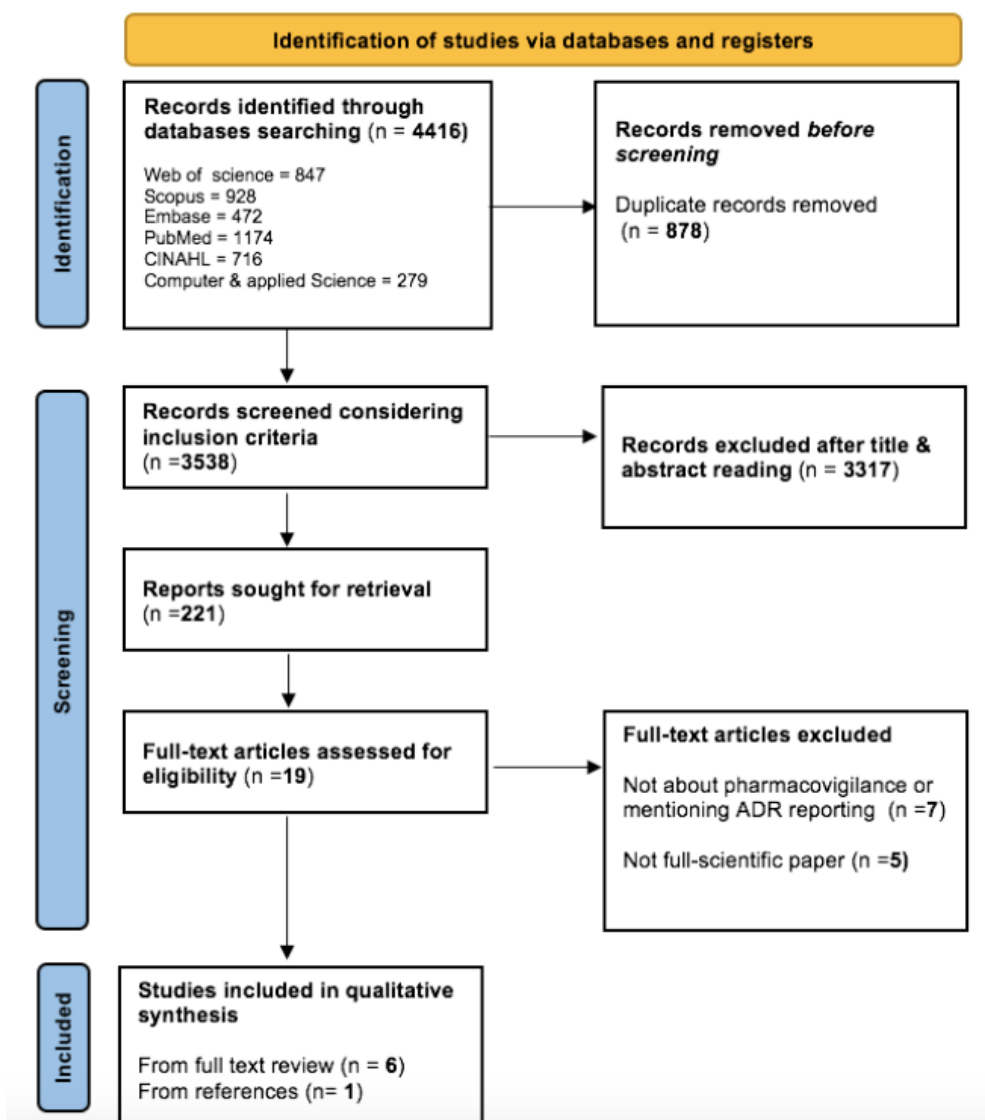 Identification of studies via databases and registers
Identification
Records identified through
databases searching (n = 4416)
Web of science = 847
Scopus = 928
Embase = 472
PubMed = 1174
CINAHL = 716
Computer & applied Science = 279
Records removed before
screening
Duplicate records removed
(n = 878)
Screening
Records screened considering
inclusion criteria
(n =3538)
Records excluded after title &
abstract reading (n = 3317)
Reports sought for retrieval
(n =221)
Full-text articles assessed for
eligibility (n =19)
Full-text articles excluded
Not about pharmacovigilance or
mentioning ADR reporting (n =7)
Not full-scientific paper (n =5)
Included
Studies included in qualitative
synthesis
From full text review (n = 6)
From references (n= 1)